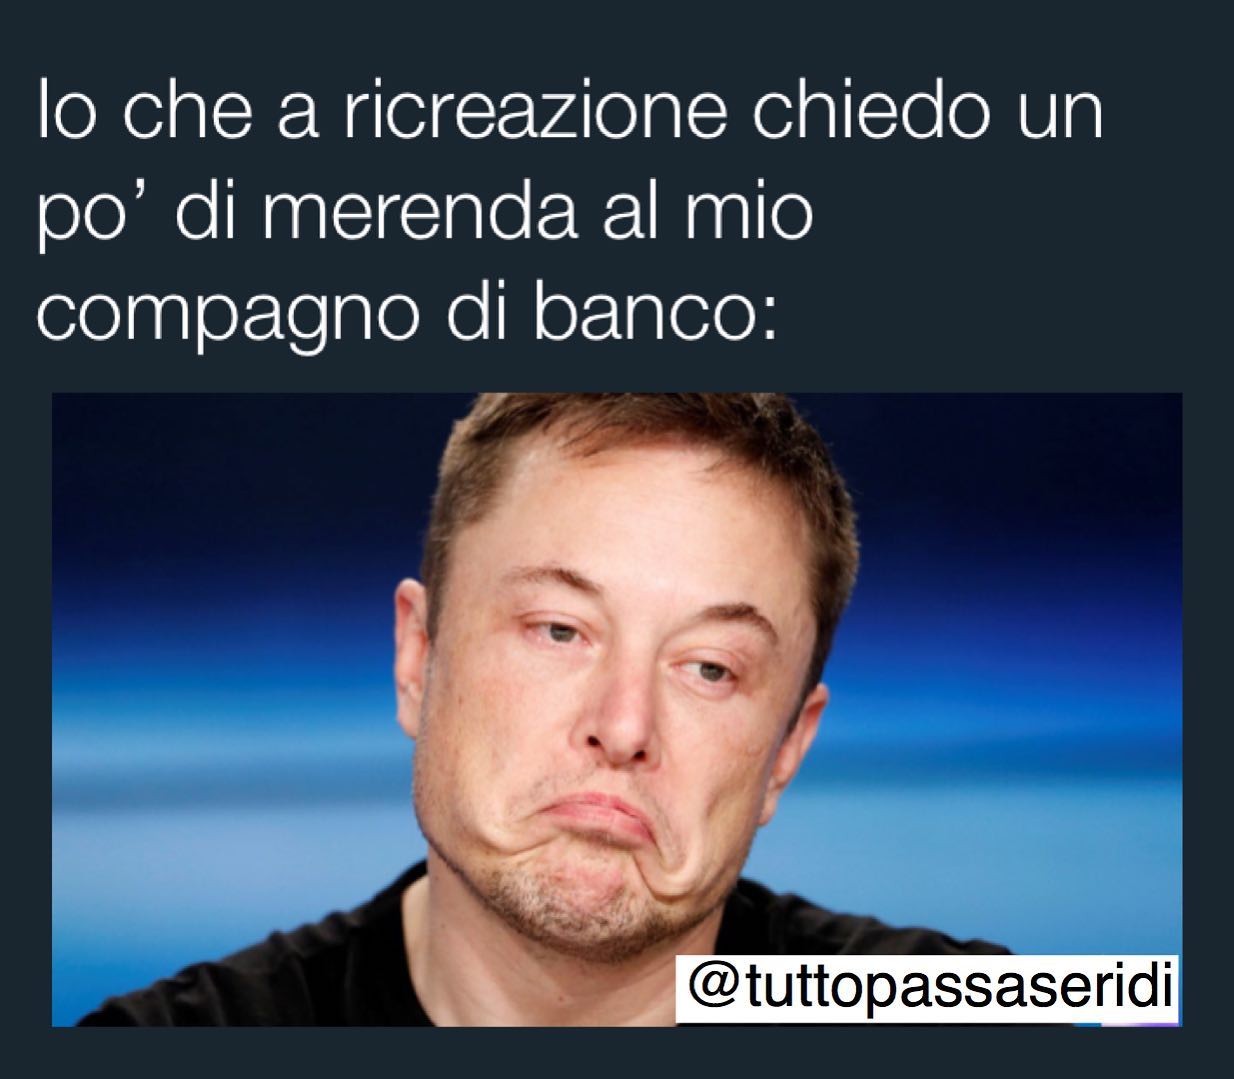 Io che a ricreazione chiedo un
po’ di merenda al mio
compagno di banco:
@tuttopassaseridi